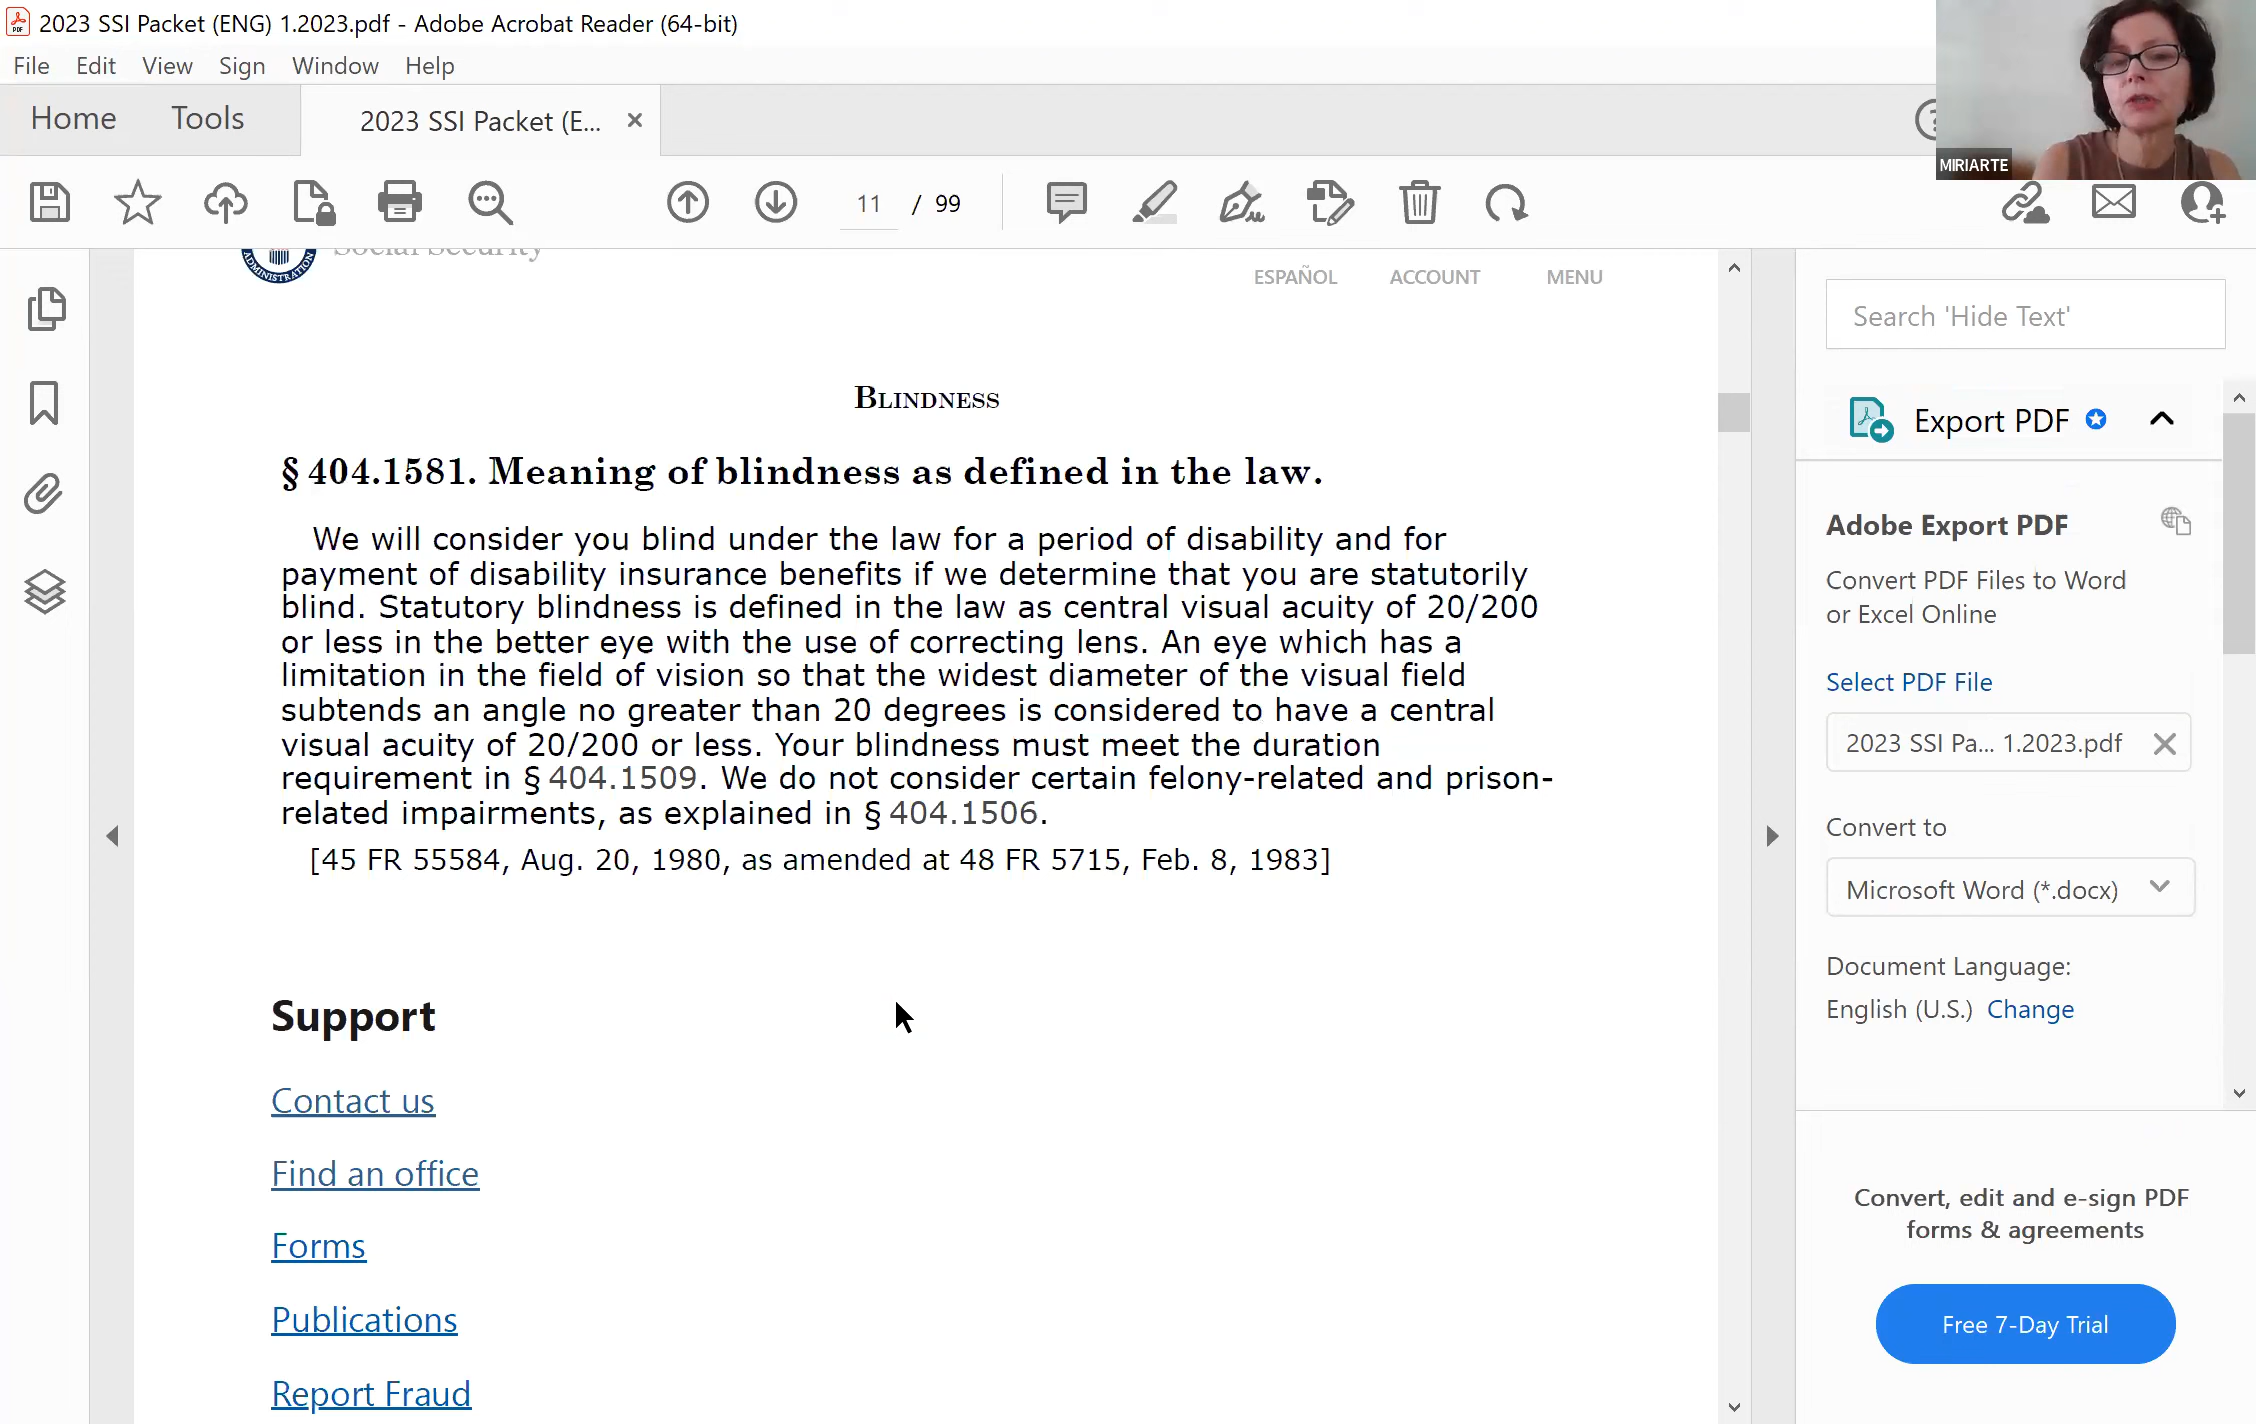 2023 SSI Packet (ENG) 1.2023.pdf - Adobe Acrobat Reader (64-bit)
File Edit View Sign Window Help
Home Tools 2023 SSI Packet (E... ×
MIRIARTE
11 / 99
ADMINISTRATION
Social Security
ESPAÑOL ACCOUNT MENU
BLINDNESS
§ 404.1581. Meaning of blindness as defined in the law.
We will consider you blind under the law for a period of disability and for
payment of disability insurance benefits if we determine that you are statutorily
blind. Statutory blindness is defined in the law as central visual acuity of 20/200
or less in the better eye with the use of correcting lens. An eye which has a
limitation in the field of vision so that the widest diameter of the visual field
subtends an angle no greater than 20 degrees is considered to have a central
visual acuity of 20/200 or less. Your blindness must meet the duration
requirement in § 404.1509. We do not consider certain felony-related and prison-
related impairments, as explained in § 404.1506.
[45 FR 55584, Aug. 20, 1980, as amended at 48 FR 5715, Feb. 8, 1983]
Support
Contact us
Find an office
Forms
Publications
Report Fraud
Search 'Hide Text'
Export PDF
Adobe Export PDF
Convert PDF Files to Word
or Excel Online
Select PDF File
2023 SSI Pa... 1.2023.pdf
Convert to
Microsoft Word (*.docx)
Document Language:
English (U.S.) Change
Convert, edit and e-sign PDF
forms & agreements
Free 7-Day Trial